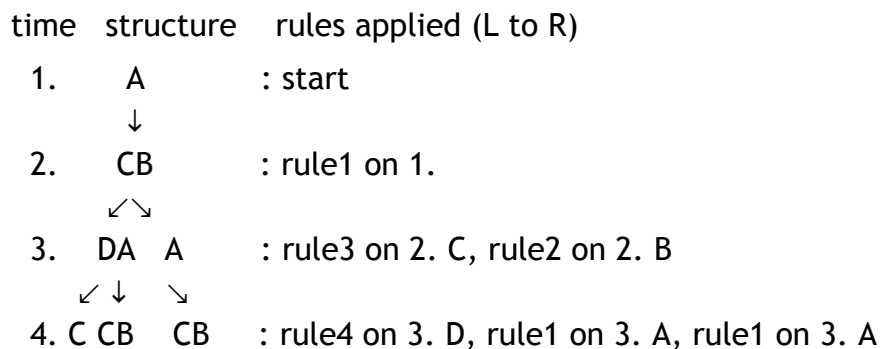 time structure rules applied (L to R)
1. A : start
↓
2. CB : rule1 on 1.
↙↘
3. DA A : rule3 on 2. C, rule2 on 2. B
↙ ↓ ↘
4. C CB CB : rule4 on 3. D, rule1 on 3. A, rule1 on 3. A